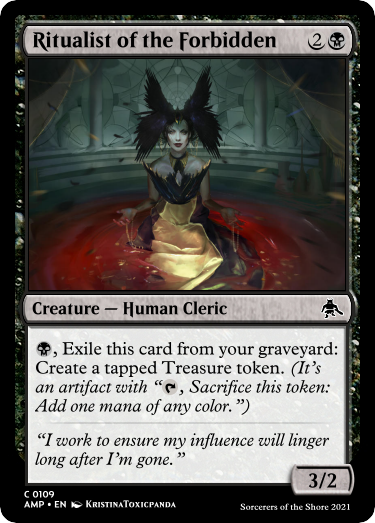 Ritualist of the Forbidden 2
Creature — Human Cleric
, Exile this card from your graveyard:
Create a tapped Treasure token. (It's
an artifact with “, Sacrifice this token:
Add one mana of any color.”)
“I work to ensure my influence will linger
long after I'm gone.”
3/2
C 0109
AMP • EN KristinaToxicpanda
Sorcerers of the Shore 2021